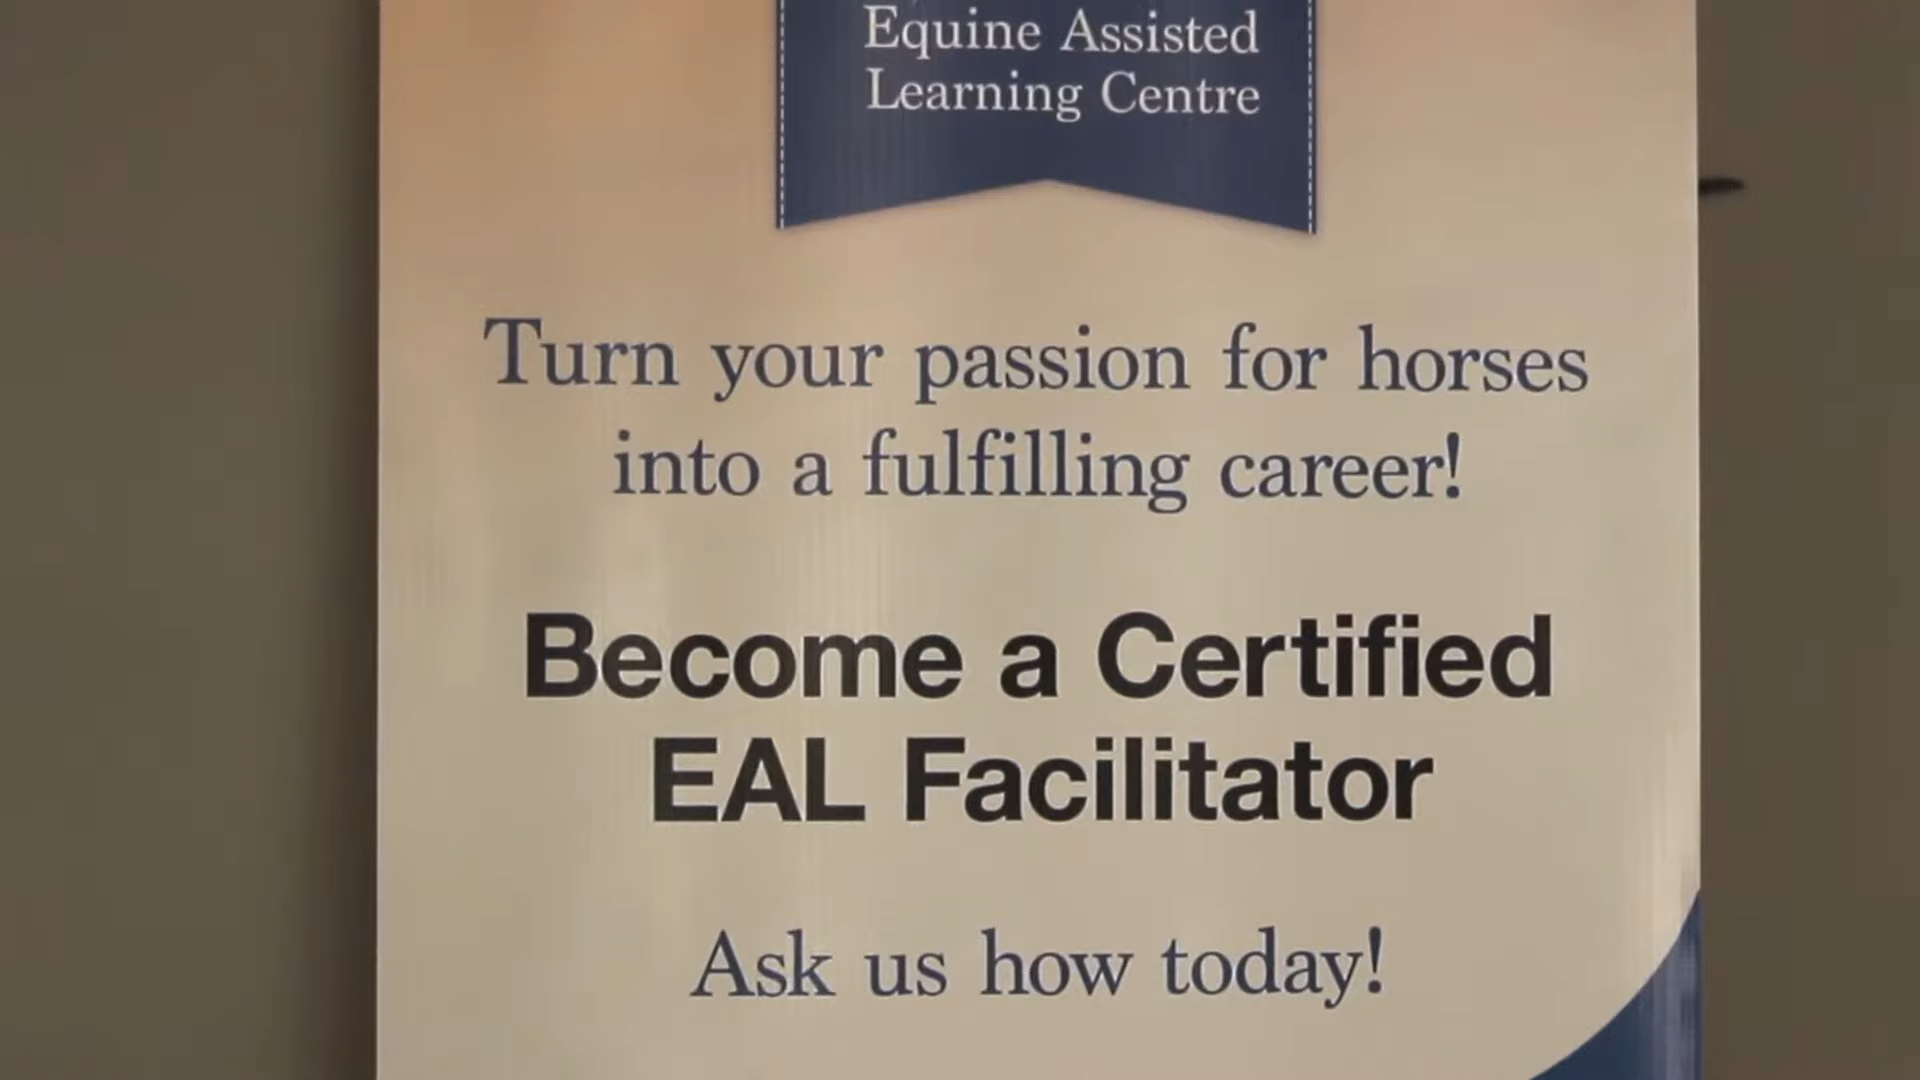 Equine Assisted
Learning Centre
Turn your passion for horses
into a fulfilling career!
Become a Certified
EAL Facilitator
Ask us how today!